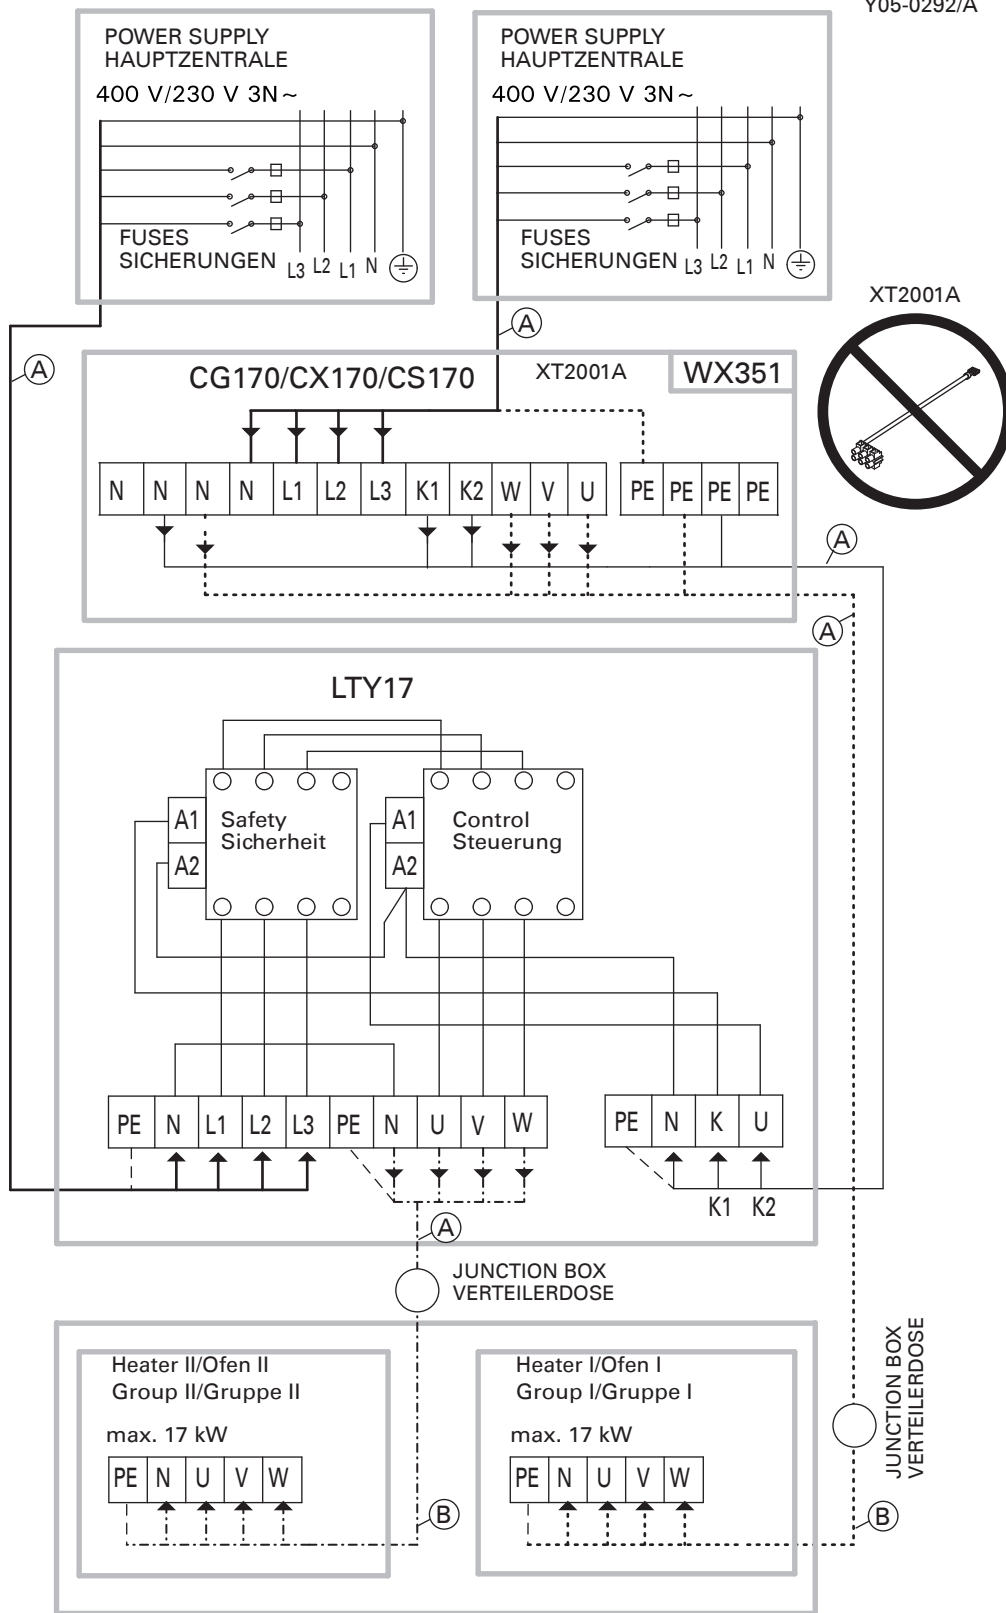 Y05-0292/A
POWER SUPPLY
HAUPTZENTRALE
400 V/230 V 3N~
FUSES
SICHERUNGEN
L3 L2 L1 N
POWER SUPPLY
HAUPTZENTRALE
400 V/230 V 3N~
FUSES
SICHERUNGEN
L3 L2 L1 N
XT2001A
A
A
CG170/CX170/CS170
XT2001A
WX351
N N N N L1 L2 L3 K1 K2 W V U
PE PE PE PE
A
A
LTY17
A1
A2
Safety
Sicherheit
A1
A2
Control
Steuerung
PE N L1 L2 L3 PE N U V W
PE N K U
K1 K2
A
JUNCTION BOX
VERTEILERDOSE
JUNCTION BOX
VERTEILERDOSE
Heater II/Ofen II
Group II/Gruppe II
max. 17 kW
PE N U V W
B
Heater I/Ofen I
Group I/Gruppe I
max. 17 kW
PE N U V W
B